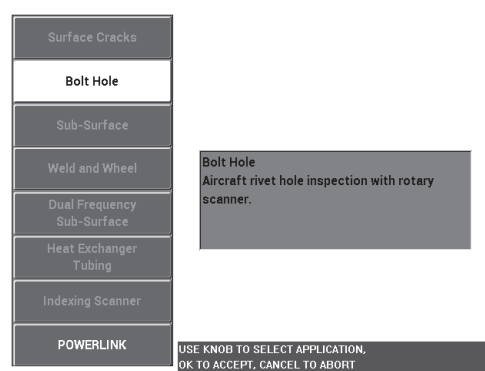 Surface Cracks
Bolt Hole
Sub-Surface
Weld and Wheel
Dual Frequency
Sub-Surface
Heat Exchanger
Tubing
Indexing Scanner
POWERLINK
Bolt Hole
Aircraft rivet hole inspection with rotary
scanner.
USE KNOB TO SELECT APPLICATION,
OK TO ACCEPT, CANCEL TO ABORT